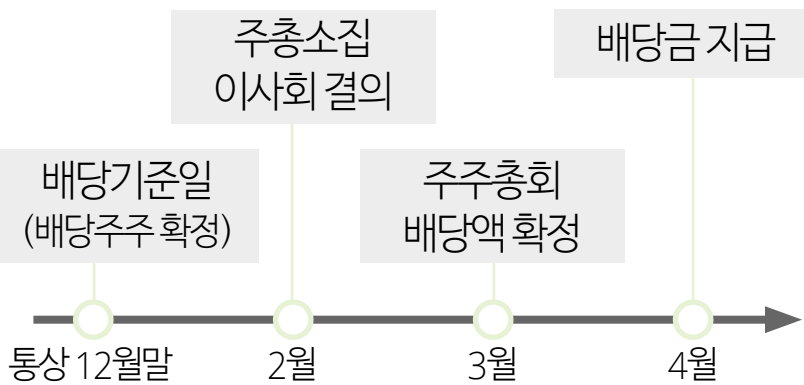 주총소집
이사회 결의
배당금 지급
배당기준일
(배당주주 확정)
주주총회
배당액 확정
통상 12월말
2월
3월
4월